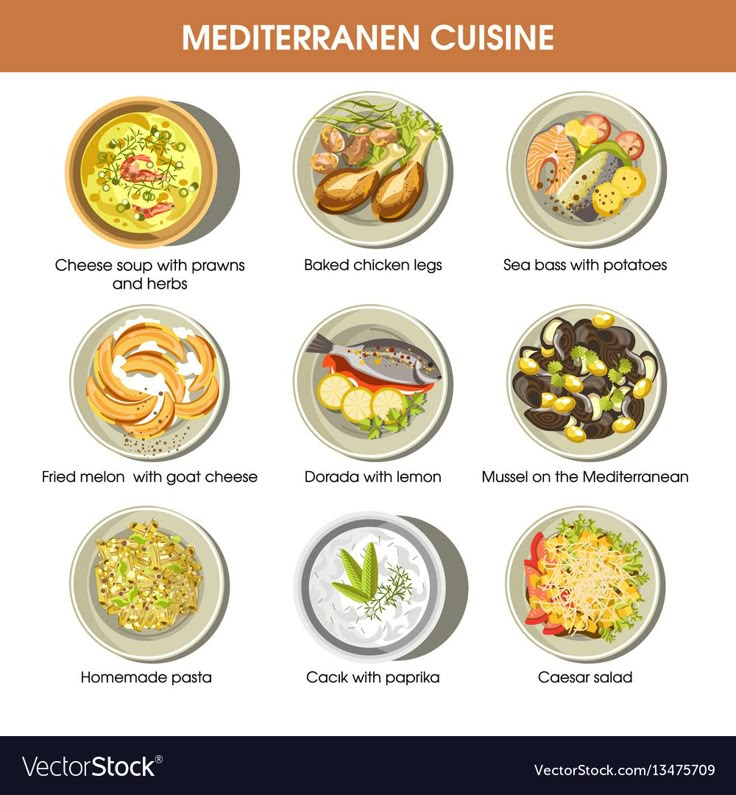 MEDITERRANEN CUISINE
Cheese soup with prawns
and herbs
Baked chicken legs
Sea bass with potatoes
Fried melon with goat cheese
Dorada with lemon
Mussel on the Mediterranean
Homemade pasta
Cacık with paprika
Caesar salad
VectorStock®
VectorStock.com/13475709